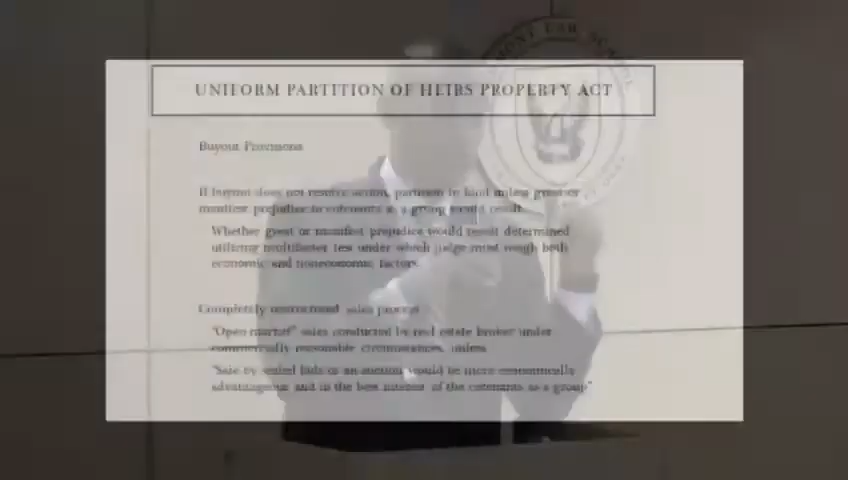 UNIFORM PARTITION OF HEIRS PROPERTY ACT
Buyout Provisions
If buyout does not resolve action, partition in kind unless great or
manifest prejudice to cotenants as a group would result.
Whether great or manifest prejudice would result determined
utilizing multifactor test under which judge must weigh both
economic and noneconomic factors.
Completely restructured sales process
"Open market" sales conducted by real estate broker under
commercially reasonable circumstances, unless
"Sale by sealed bids or an auction would be more economically
advantageous and in the best interest of the cotenants as a group"
LAW SCHOOL